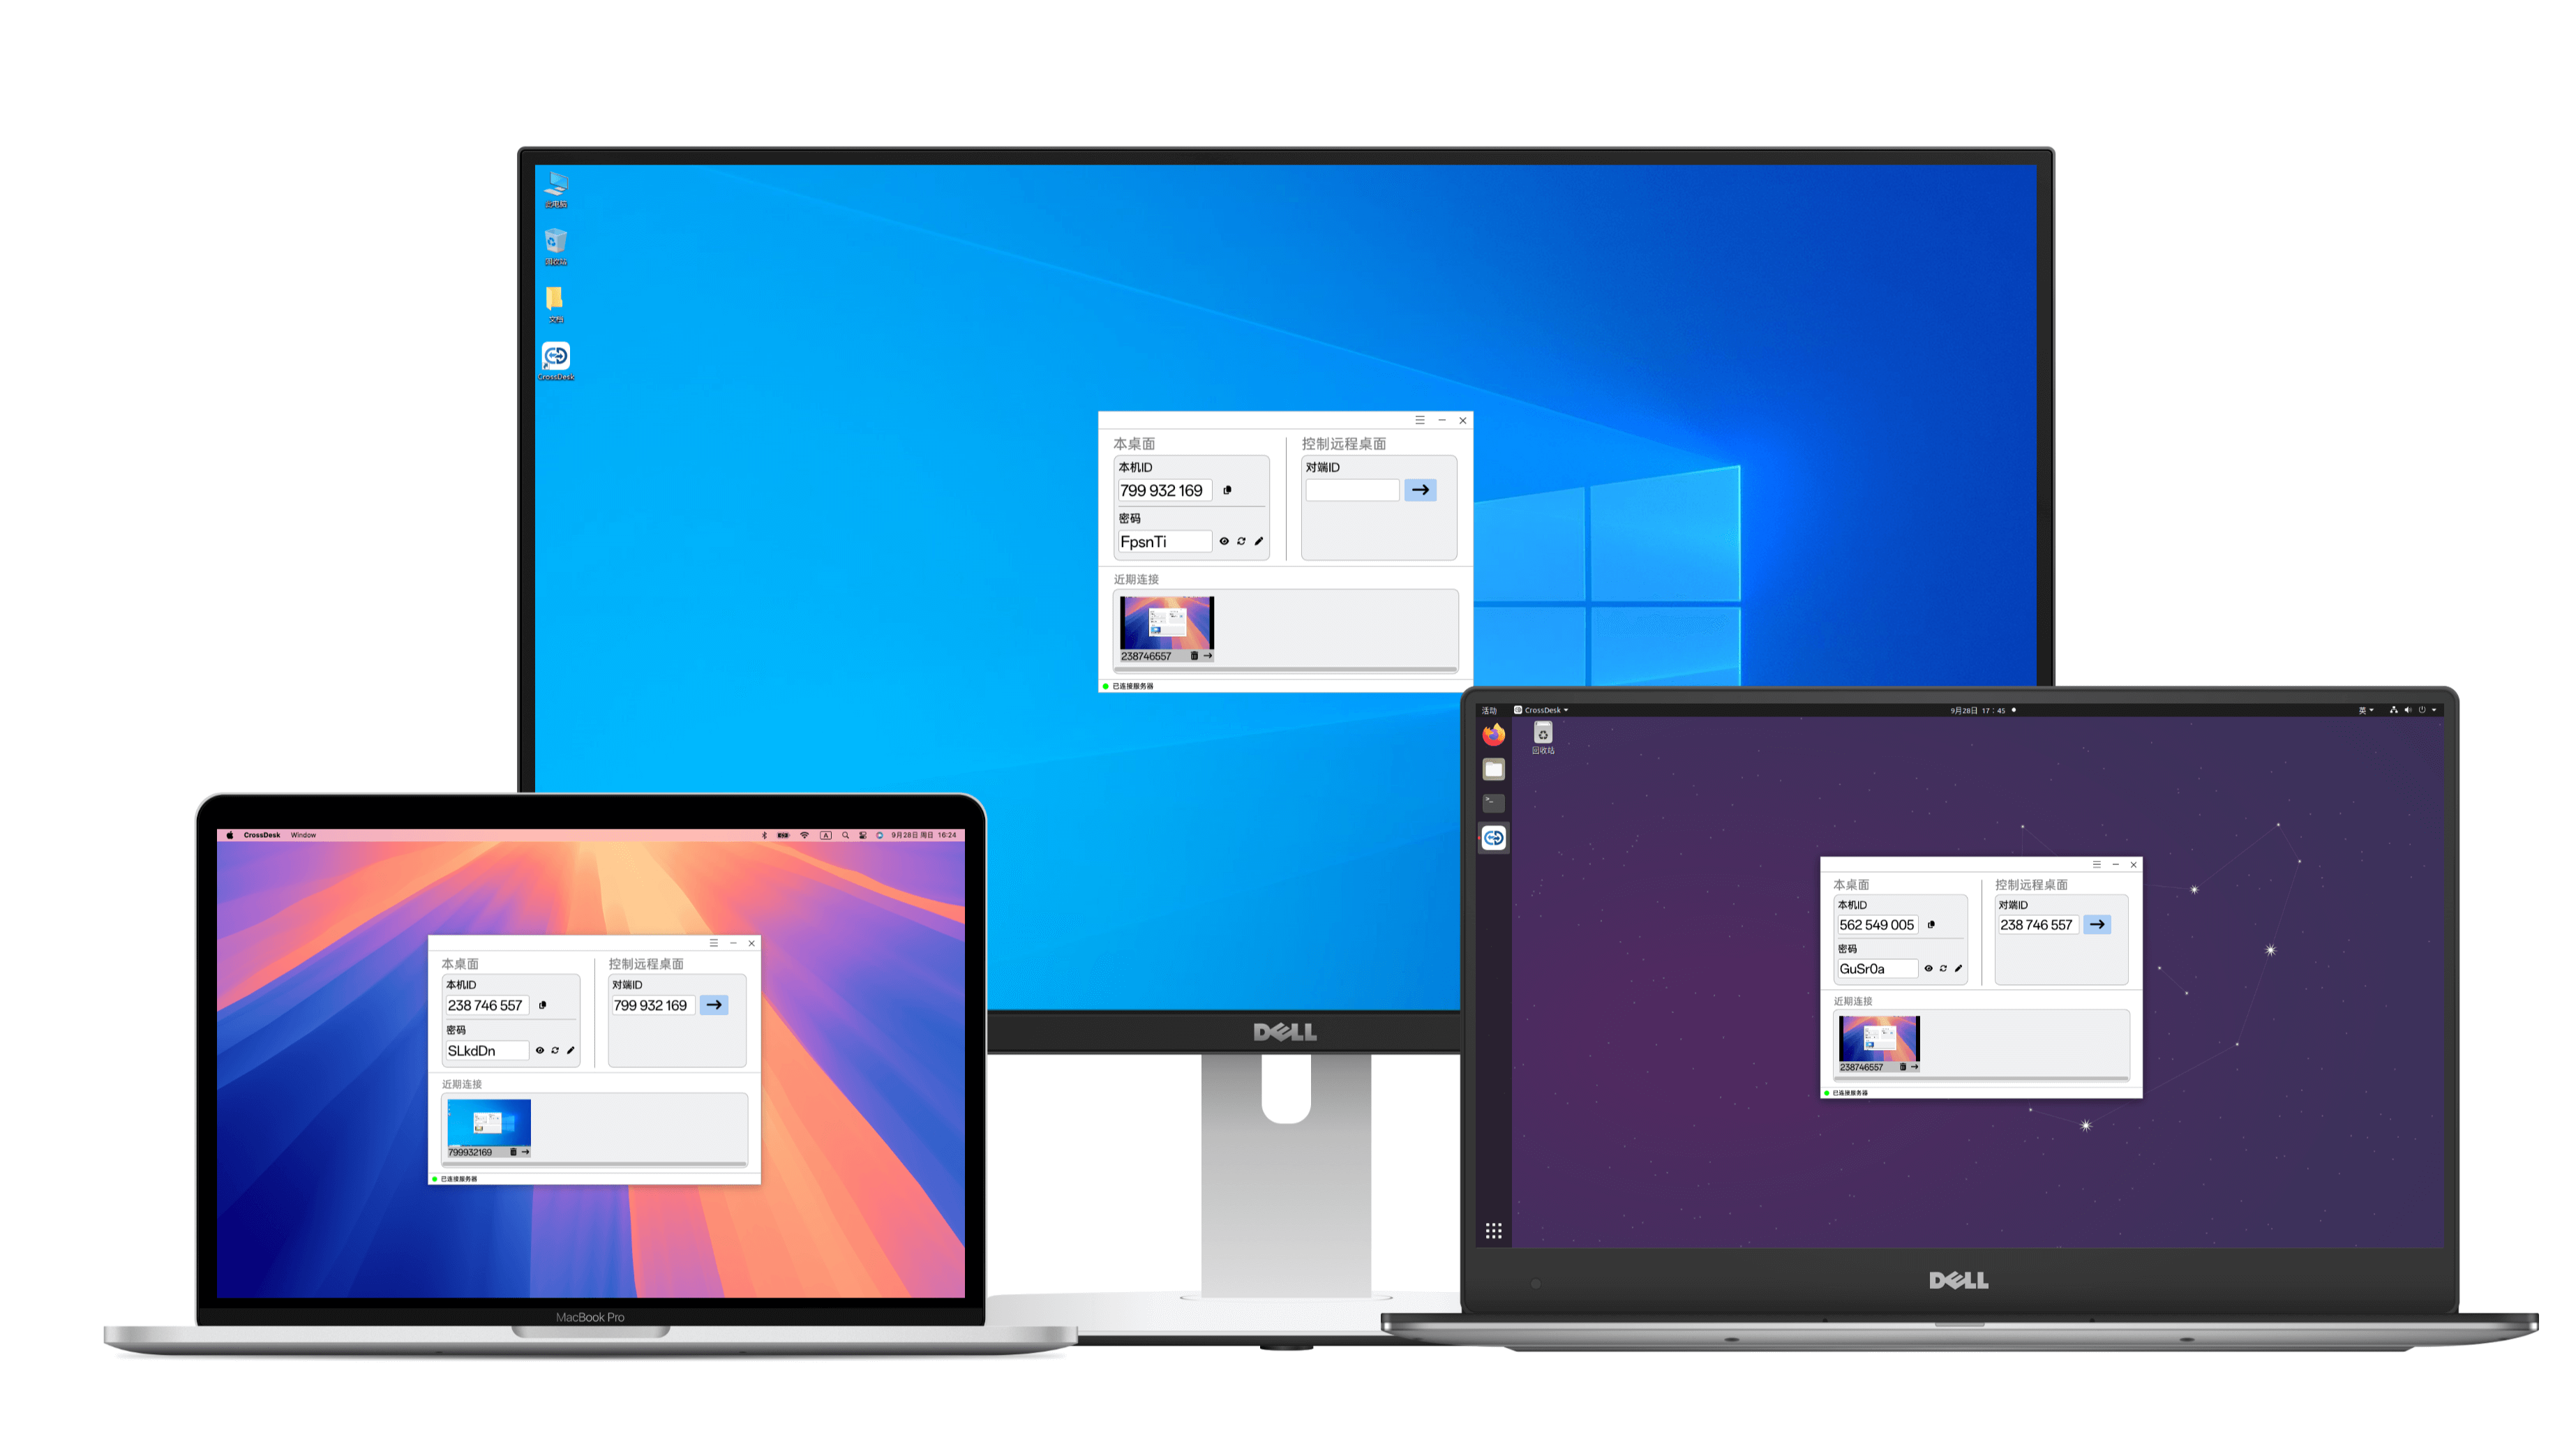 此电脑
回收站
文档
CrossDesk
本桌面
本机ID
799 932 169
密码
FpsnTi
控制远程桌面
对端ID
近期连接
238746557
已连接服务器
DELL
CrossDesk Window
A
9月28日 周日 16:24
本桌面
本机ID
238 746 557
密码
SLkdDn
控制远程桌面
对端ID
799 932 169
近期连接
799932169
已连接服务器
MacBook Pro
活动 CrossDesk
9月28日 17：45
英
回收站
本桌面
本机ID
562 549 005
密码
GuSr0a
控制远程桌面
对端ID
238 746 557
近期连接
238746557
已连接服务器
DELL